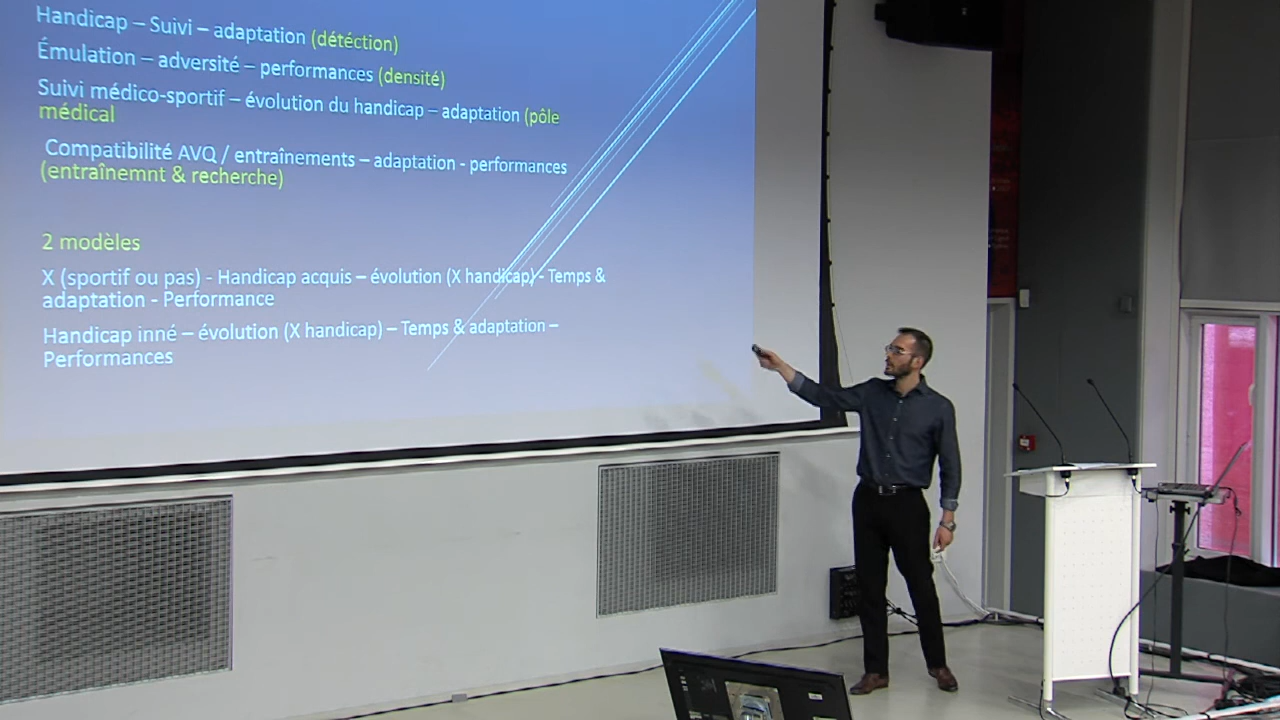 Handicap – Suivi – adaptation (détéction)
Émulation – adversité – performances (densité)
Suivi médico-sportif – évolution du handicap – adaptation (pôle
médical
Compatibilité AVQ / entraînements – adaptation - performances
(entraînemnt & recherche)
2 modèles
X (sportif ou pas) - Handicap acquis – évolution (X handicap) - Temps &
adaptation - Performance
Handicap inné – évolution (X handicap) – Temps & adaptation –
Performances